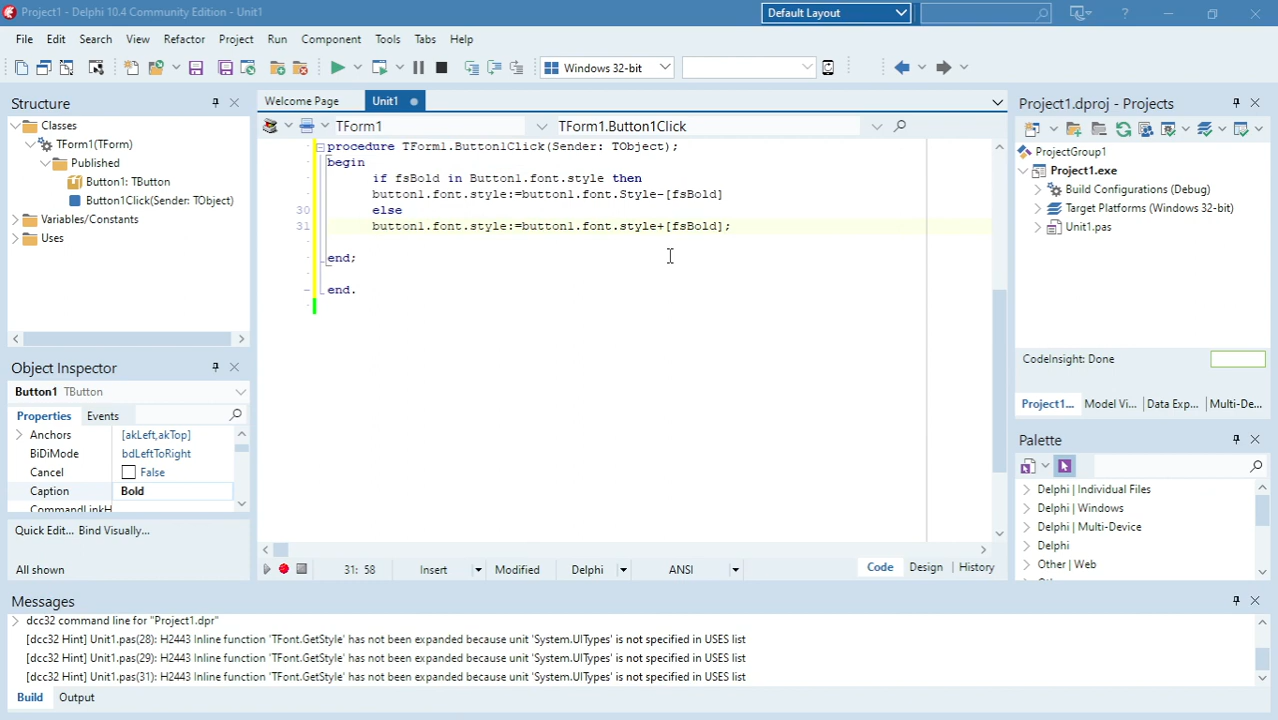 Project1 - Delphi 10.4 Community Edition - Unit1
Default Layout
File Edit Search View Refactor Project Run Component Tools Tabs Help
Windows 32-bit
Structure
Classes
TForm1(TForm)
Published
Button1: TButton
Button1Click(Sender: TObject)
Variables/Constants
Uses
Object Inspector
Button1 TButton
Properties Events
Anchors [akLeft,akTop]
BiDiMode bdLeftToRight
Cancel False
Caption Bold
CommandLinkH
Quick Edit... Bind Visually...
All shown
Welcome Page Unit1
TForm1 TForm1.Button1Click
procedure TForm1.Button1Click(Sender: TObject);
begin
if fsBold in Button1.font.style then
button1.font.style:=button1.font.Style-[fsBold]
30 else
31 button1.font.style:=button1.font.style+[fsBold];
end;
end.
31: 58 Insert Modified Delphi ANSI Code Design History
Project1.dproj - Projects
ProjectGroup1
Project1.exe
Build Configurations (Debug)
Target Platforms (Windows 32-bit)
Unit1.pas
CodeInsight: Done
Project1... Model Vi... Data Exp... Multi-De...
Palette
Delphi | Individual Files
Delphi | Windows
Delphi | Multi-Device
Delphi
Other | Web
Messages
dcc32 command line for "Project1.dpr"
[dcc32 Hint] Unit1.pas(28): H2443 Inline function 'TFont.GetStyle' has not been expanded because unit 'System.UITypes' is not specified in USES list
[dcc32 Hint] Unit1.pas(29): H2443 Inline function 'TFont.GetStyle' has not been expanded because unit 'System.UITypes' is not specified in USES list
[dcc32 Hint] Unit1.pas(31): H2443 Inline function 'TFont.GetStyle' has not been expanded because unit 'System.UITypes' is not specified in USES list
Build Output